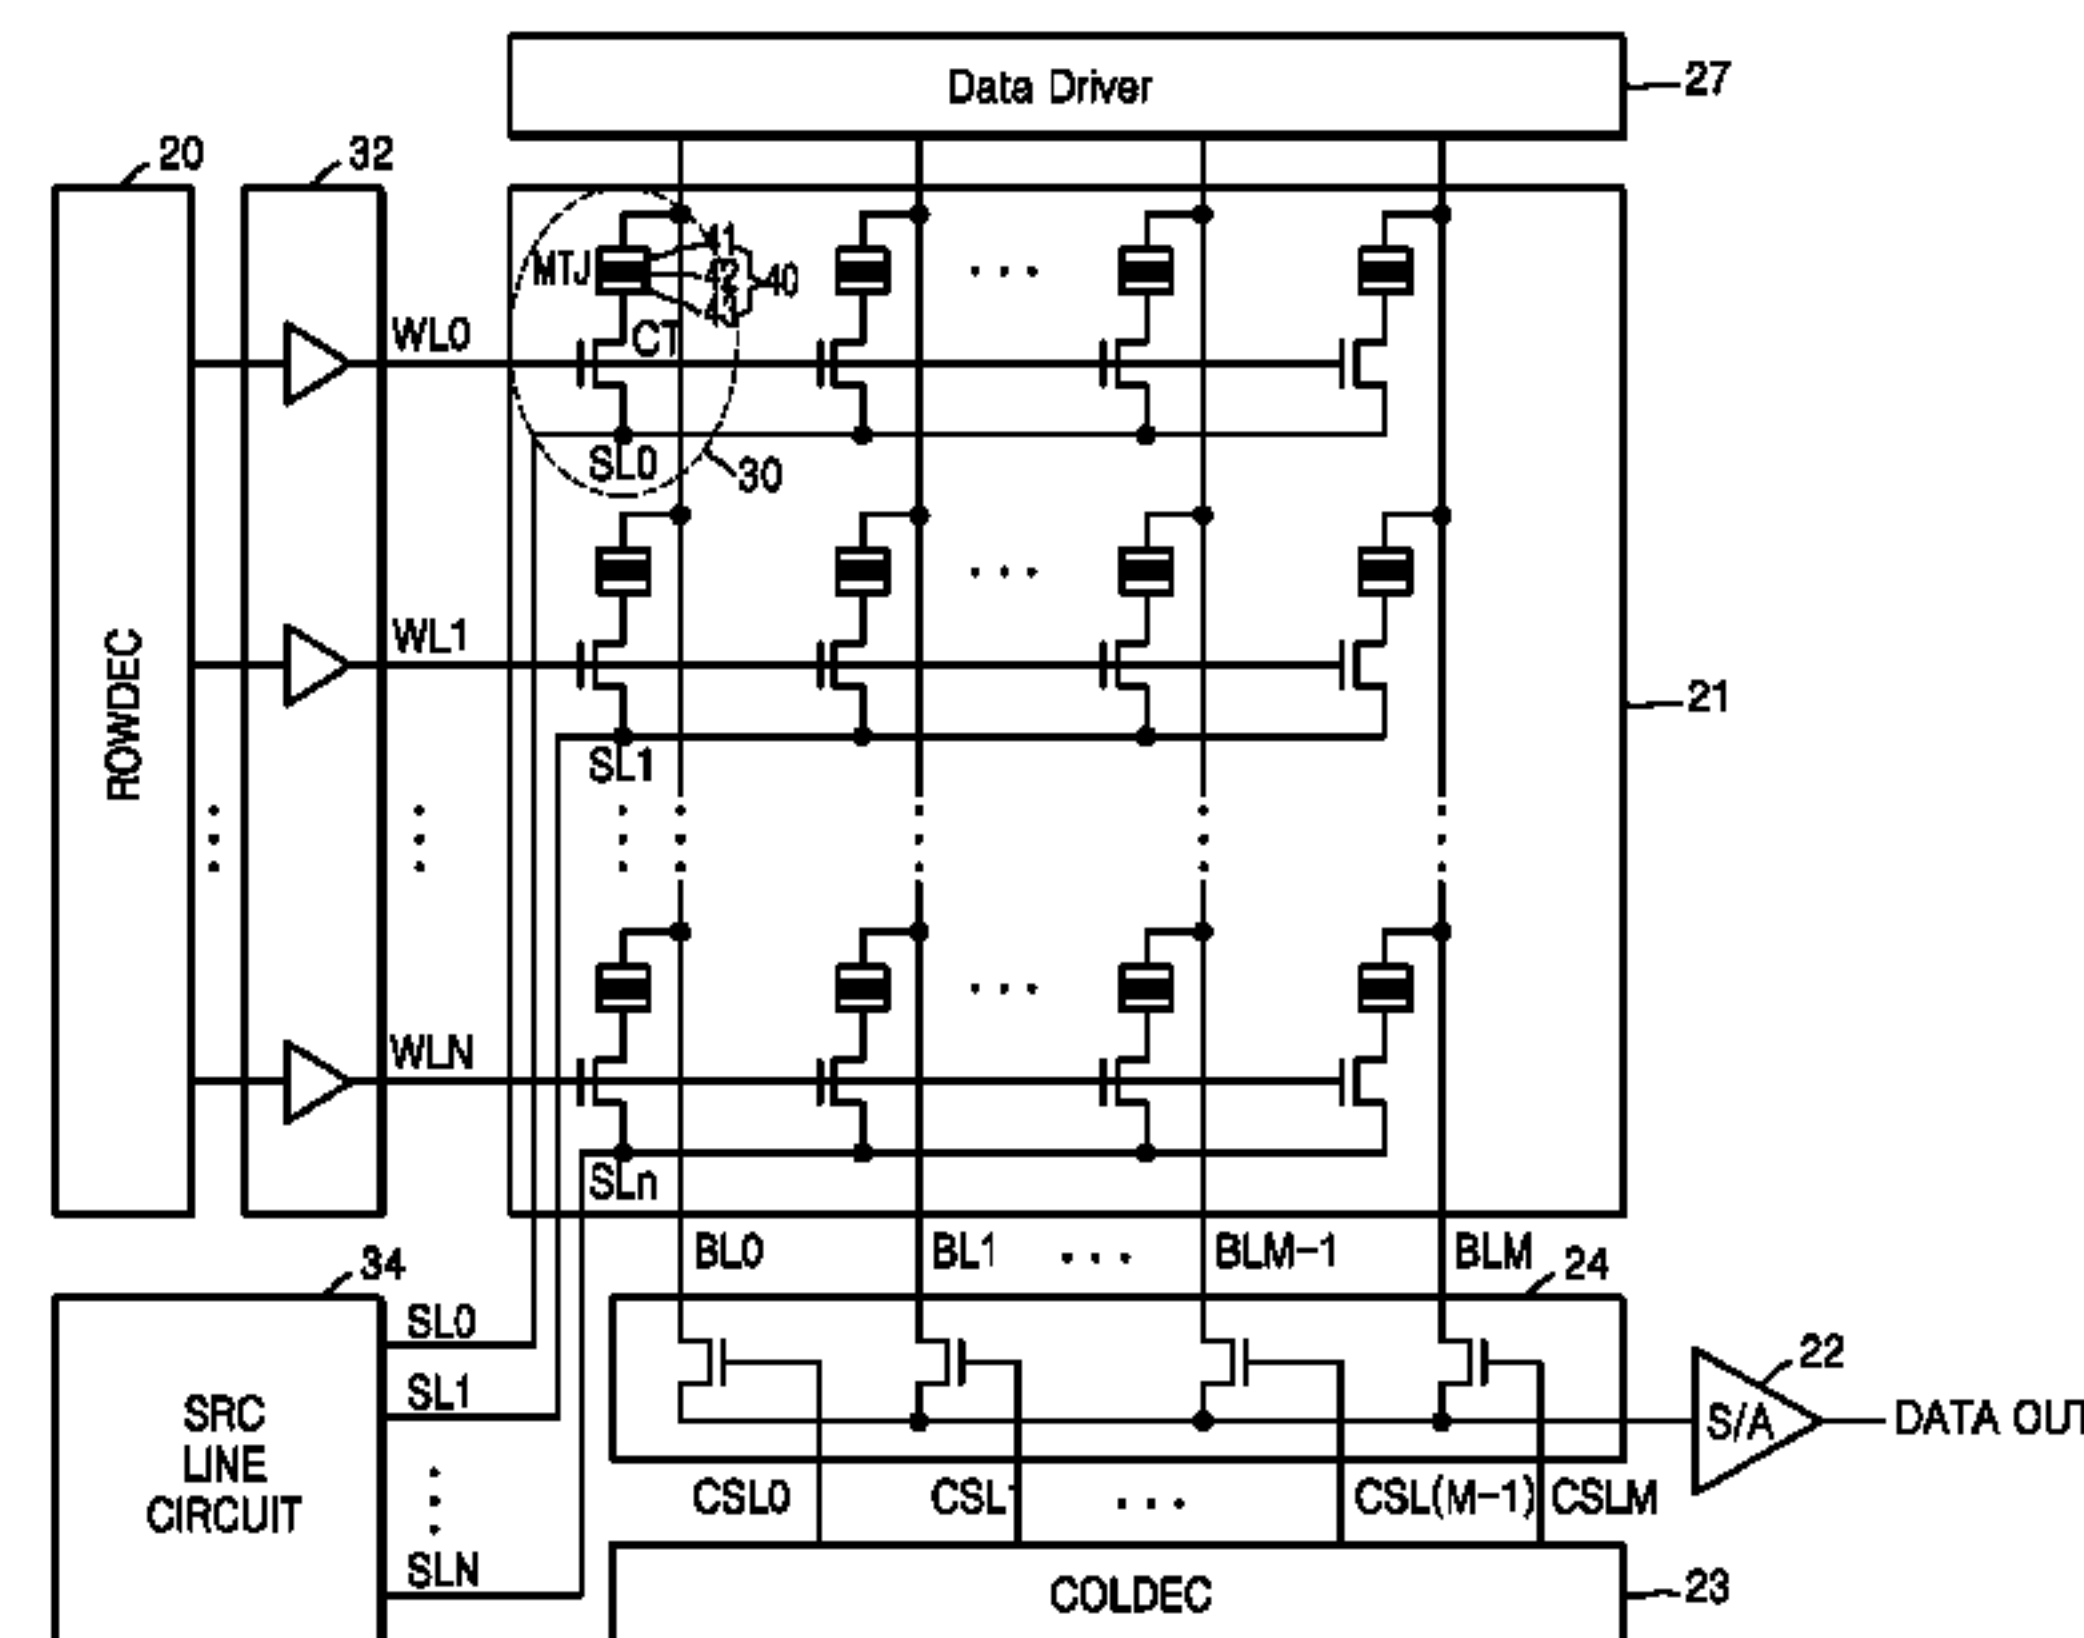 Data Driver
27
20
32
MTJ
41
42
43
40
CT
WL0
SL0
30
WL1
SL1
ROWDEC
21
WLN
SLn
BL0
BL1
BLM-1
BLM
24
34
SL0
SL1
SRC
LINE
CIRCUIT
SLN
22
S/A
DATA OUT
CSL0
CSL1
CSL(M-1)
CSLM
COLDEC
23